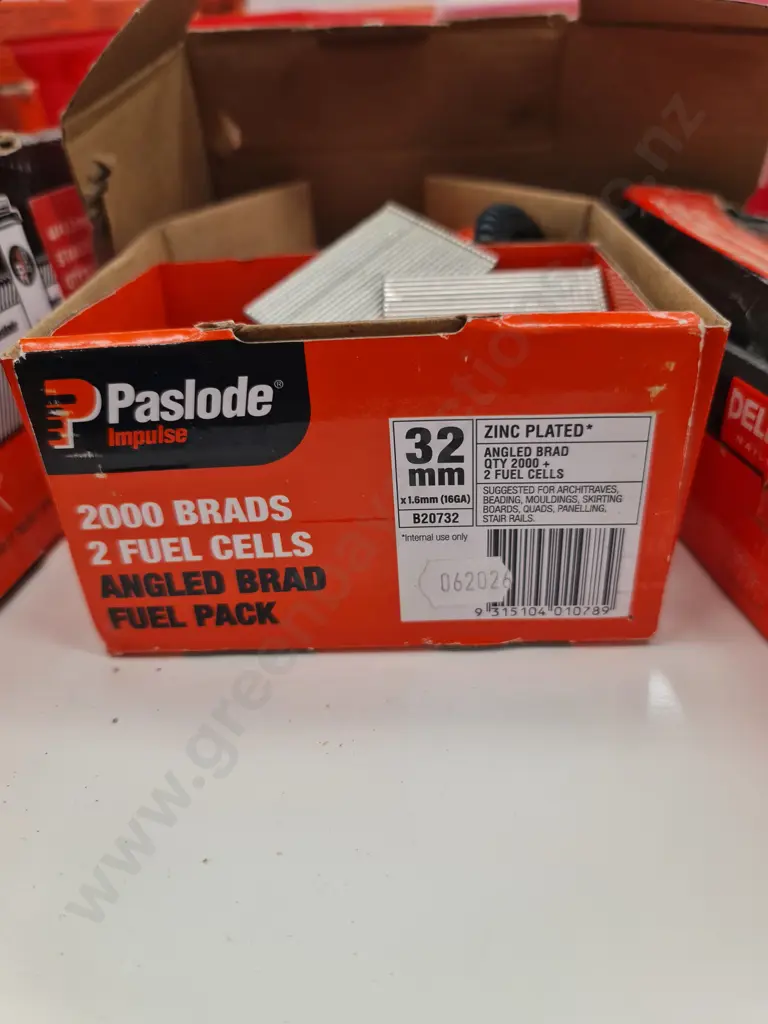 Paslode®
Impulse
2000 BRADS
2 FUEL CELLS
ANGLED BRAD
FUEL PACK
32
mm
x 1.6mm (16GA)
B20732
ZINC PLATED*
ANGLED BRAD
QTY 2000 +
2 FUEL CELLS
SUGGESTED FOR ARCHITRAVES,
BEADING, MOULDINGS, SKIRTING
BOARDS, QUADS, PANELLING,
STAIR RAILS.
*Internal use only
062026
9 315104 010789